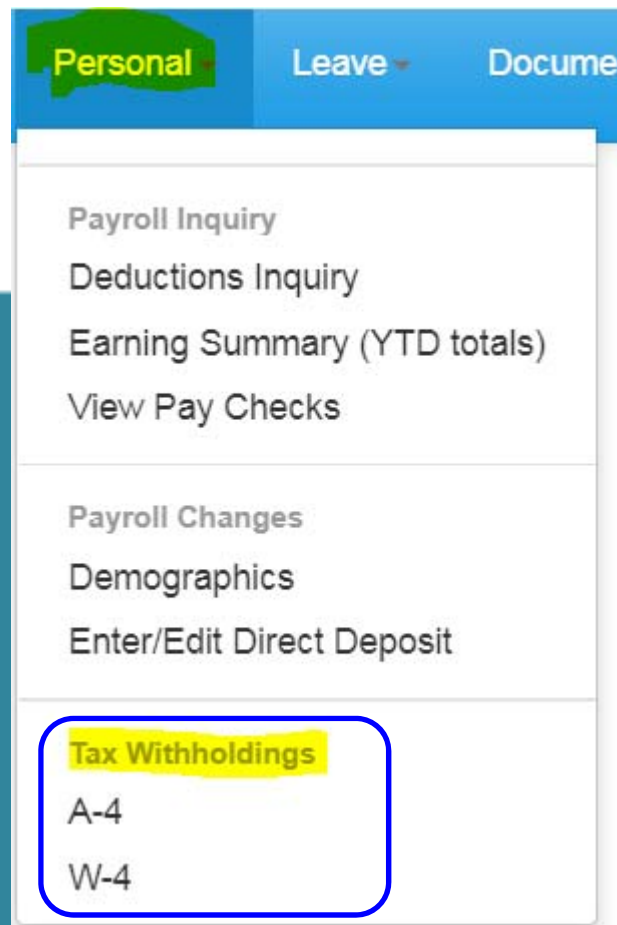 Personal Leave Docume
Payroll Inquiry
Deductions Inquiry
Earning Summary (YTD totals)
View Pay Checks
Payroll Changes
Demographics
Enter/Edit Direct Deposit
Tax Withholdings
A-4
W-4